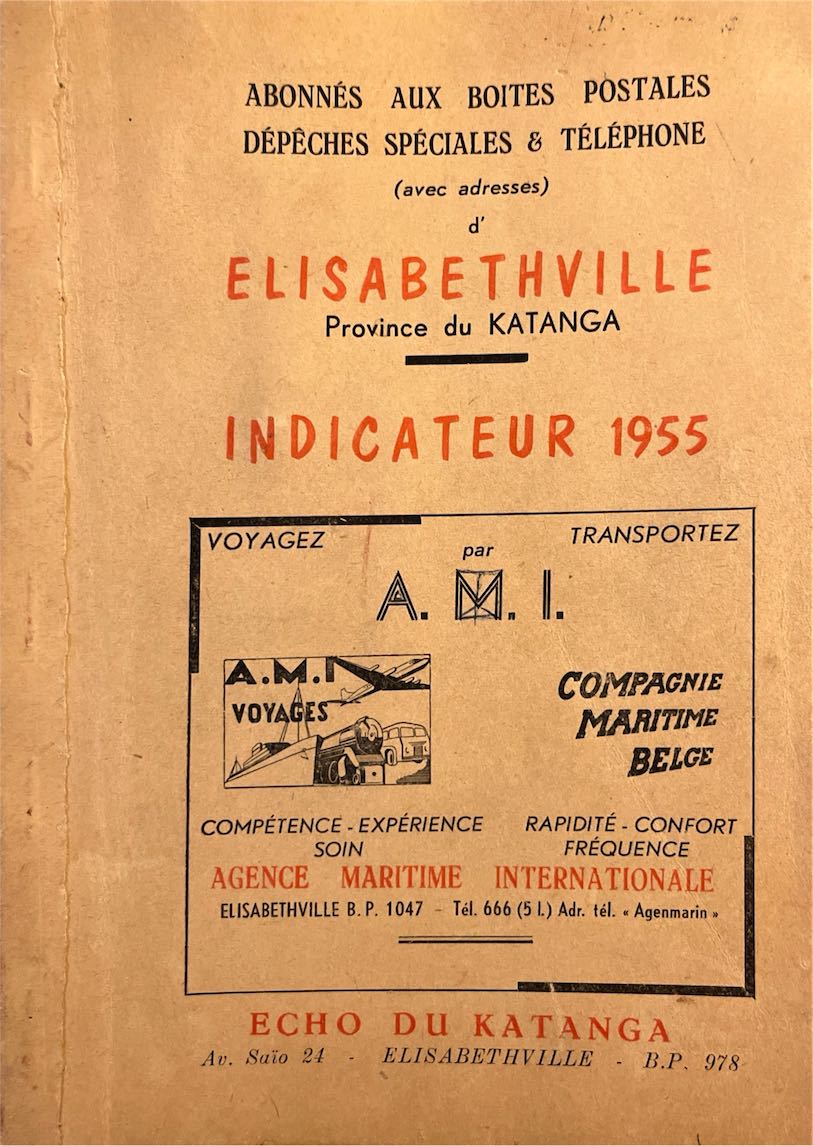 ABONNÉS AUX BOITES POSTALES
DÉPÊCHES SPÉCIALES & TÉLÉPHONE
(avec adresses)
d'
ELISABETHVILLE
Province du KATANGA
INDICATEUR 1955
VOYAGEZ par TRANSPORTEZ
A. M. I.
A.M.I
VOYAGES
COMPAGNIE
MARITIME
BELGE
COMPÉTENCE - EXPÉRIENCE
SOIN
RAPIDITÉ - CONFORT
FRÉQUENCE
AGENCE MARITIME INTERNATIONALE
ELISABETHVILLE B. P. 1047 - Tél. 666 (5 l.) Adr. tél. « Agenmarin »
ECHO DU KATANGA
Av. Saïo 24 - ELISABETHVILLE - B.P. 978